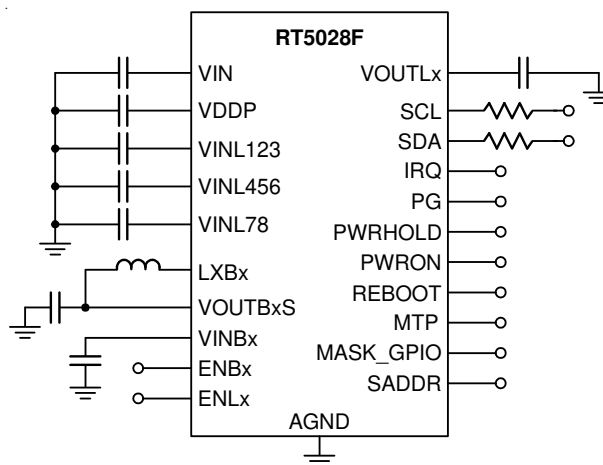 RT5028F
VIN
VDDP
VINL123
VINL456
VINL78
LXBx
VOUTBxS
VINBx
ENBx
ENLx
VOUTLx
SCL
SDA
IRQ
PG
PWRHOLD
PWRON
REBOOT
MTP
MASK_GPIO
SADDR
AGND